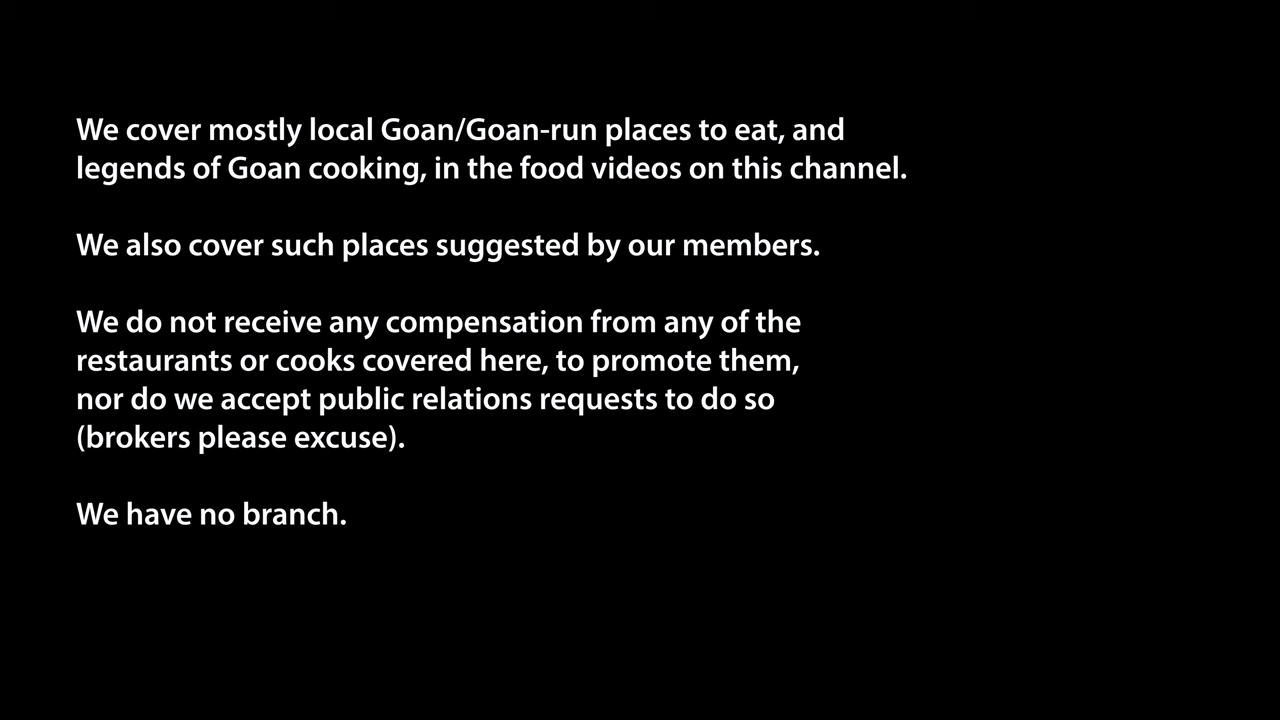 We cover mostly local Goan/Goan-run places to eat, and
legends of Goan cooking, in the food videos on this channel.
We also cover such places suggested by our members.
We do not receive any compensation from any of the
restaurants or cooks covered here, to promote them,
nor do we accept public relations requests to do so
(brokers please excuse).
We have no branch.